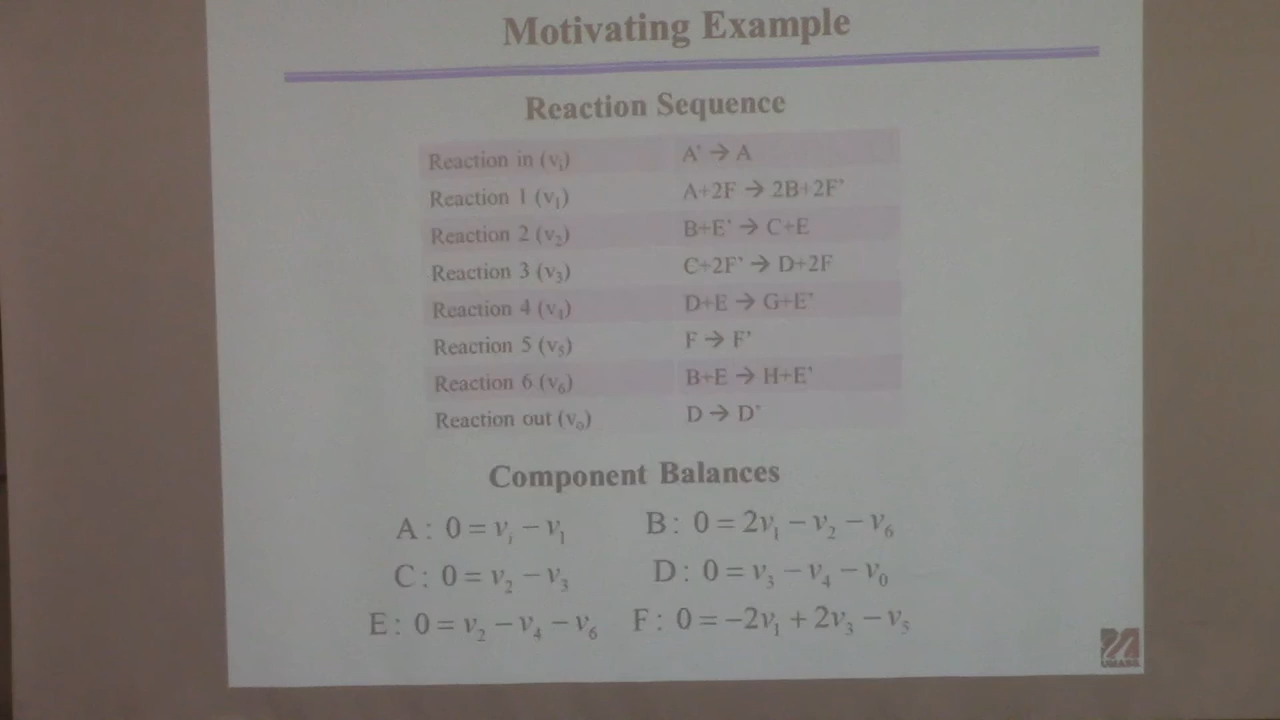 Motivating Example
Reaction Sequence
Reaction in (vᵢ) A' → A
Reaction 1 (v₁) A+2F → 2B+2F'
Reaction 2 (v₂) B+E' → C+E
Reaction 3 (v₃) C+2F' → D+2F
Reaction 4 (v₄) D+E → G+E'
Reaction 5 (v₅) F → F'
Reaction 6 (v₆) B+E → H+E'
Reaction out (vₒ) D → D'
Component Balances
A : 0 = vᵢ − v₁ B : 0 = 2v₁ − v₂ − v₆
C : 0 = v₂ − v₃ D : 0 = v₃ − v₄ − v₀
E : 0 = v₂ − v₄ − v₆ F : 0 = −2v₁ + 2v₃ − v₅
UMASS